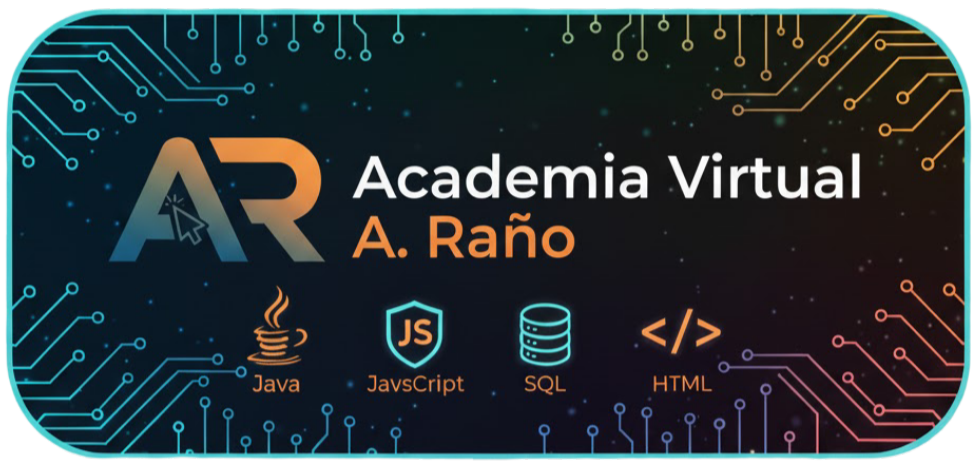 AR
Academia Virtual
A. Raño
JS
Java
JavsCript
SQL
</>
HTML